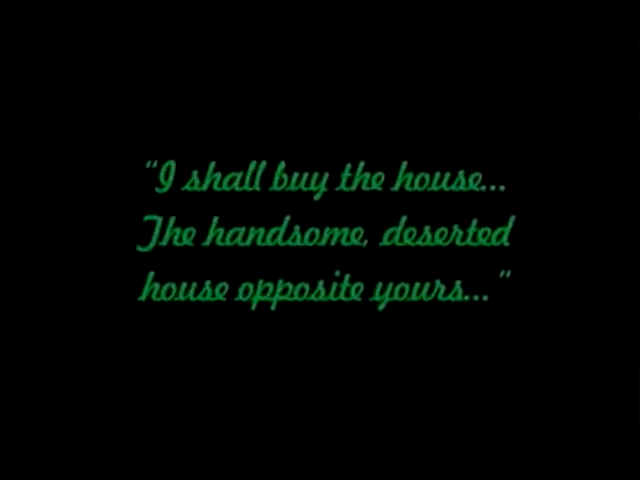 "I shall buy the house...
The handsome, deserted
house opposite yours..."